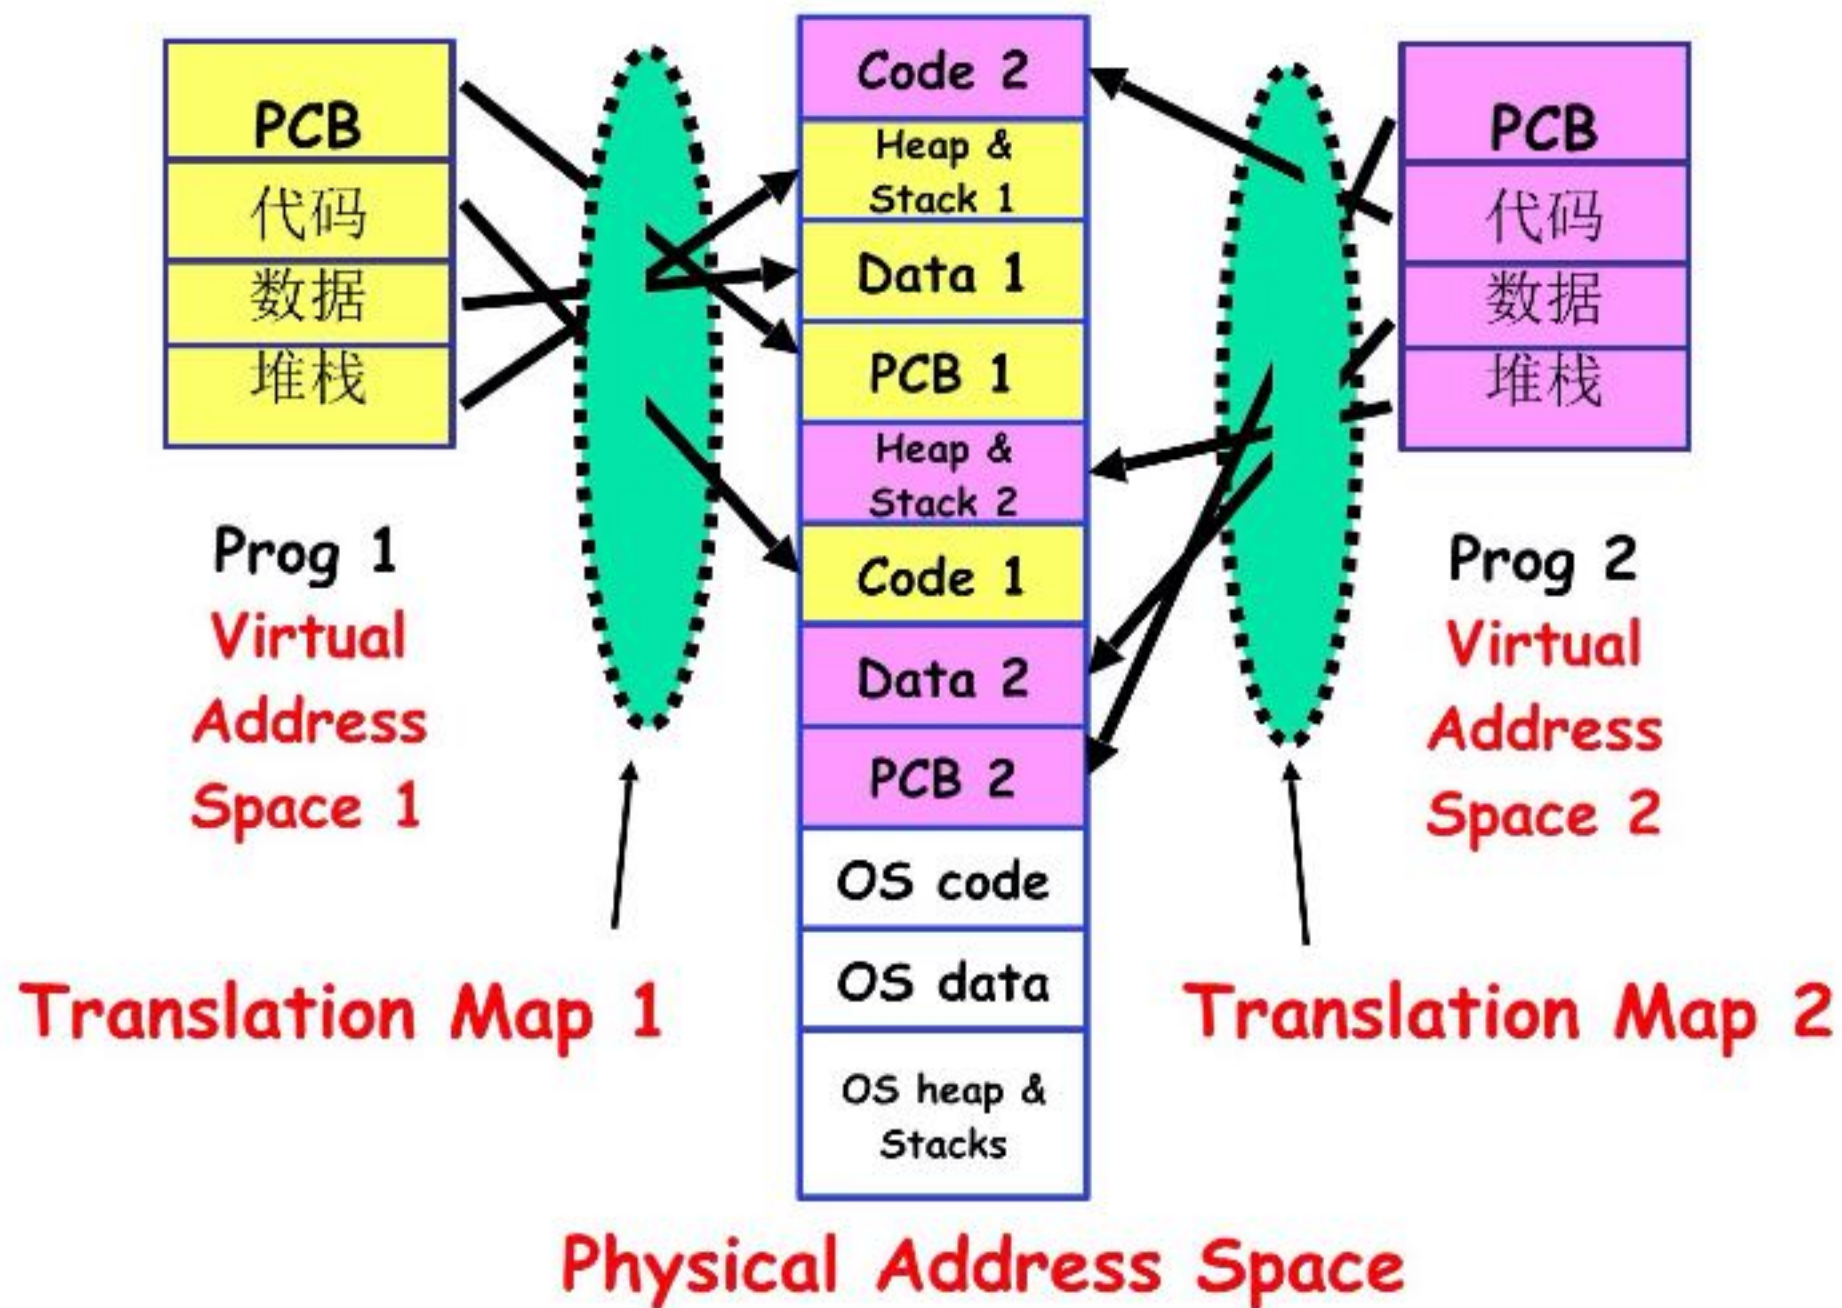 PCB
代码
数据
堆栈
Prog 1
Virtual
Address
Space 1
Translation Map 1
Code 2
Heap &
Stack 1
Data 1
PCB 1
Heap &
Stack 2
Code 1
Data 2
PCB 2
OS code
OS data
OS heap &
Stacks
Physical Address Space
PCB
代码
数据
堆栈
Prog 2
Virtual
Address
Space 2
Translation Map 2